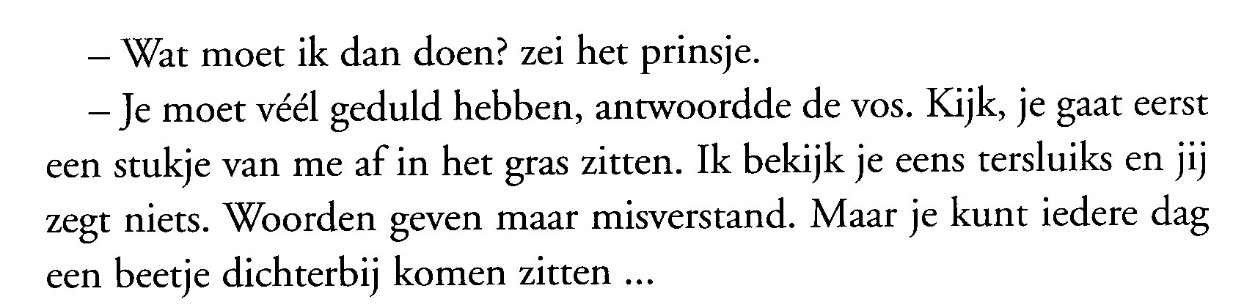 – Wat moet ik dan doen? zei het prinsje.
– Je moet véél geduld hebben, antwoordde de vos. Kijk, je gaat eerst
een stukje van me af in het gras zitten. Ik bekijk je eens tersluiks en jij
zegt niets. Woorden geven maar misverstand. Maar je kunt iedere dag
een beetje dichterbij komen zitten ...